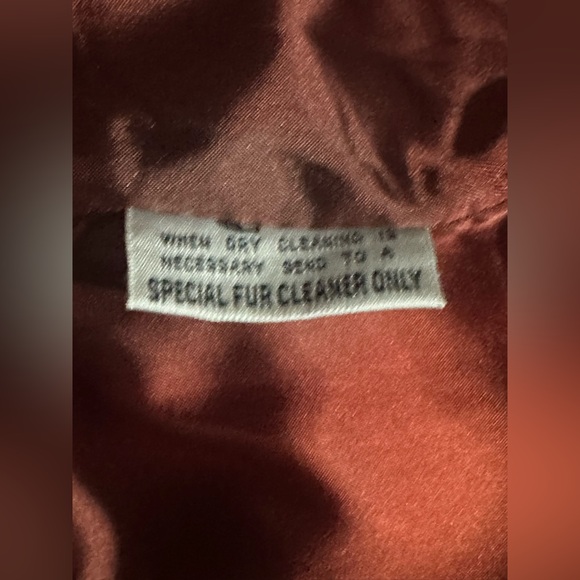 WHEN DRY CLEANING IS
NECESSARY SEND TO A
SPECIAL FUR CLEANER ONLY